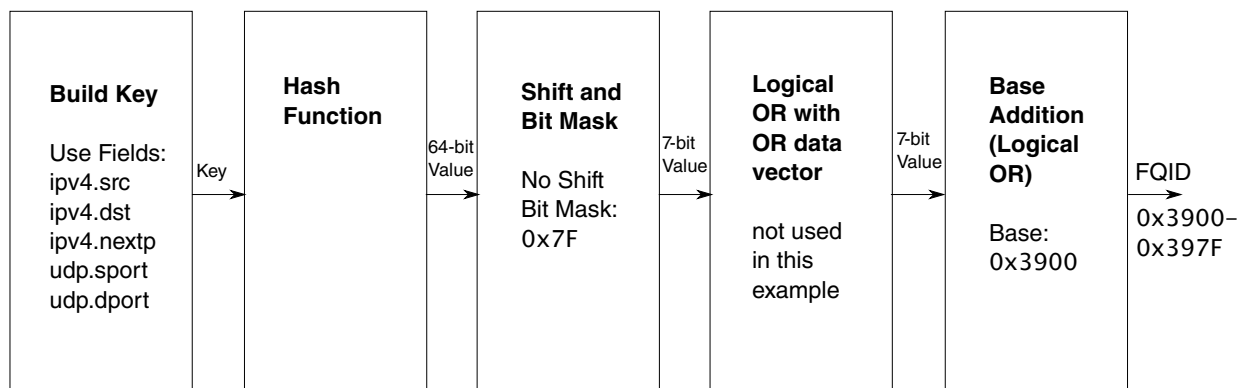 Build Key
Use Fields:
ipv4.src
ipv4.dst
ipv4.nextp
udp.sport
udp.dport
Key
Hash
Function
64-bit
Value
Shift and
Bit Mask
No Shift
Bit Mask:
0x7F
7-bit
Value
Logical
OR with
OR data
vector
not used
in this
example
7-bit
Value
Base
Addition
(Logical
OR)
Base:
0x3900
FQID
0x3900–
0x397F